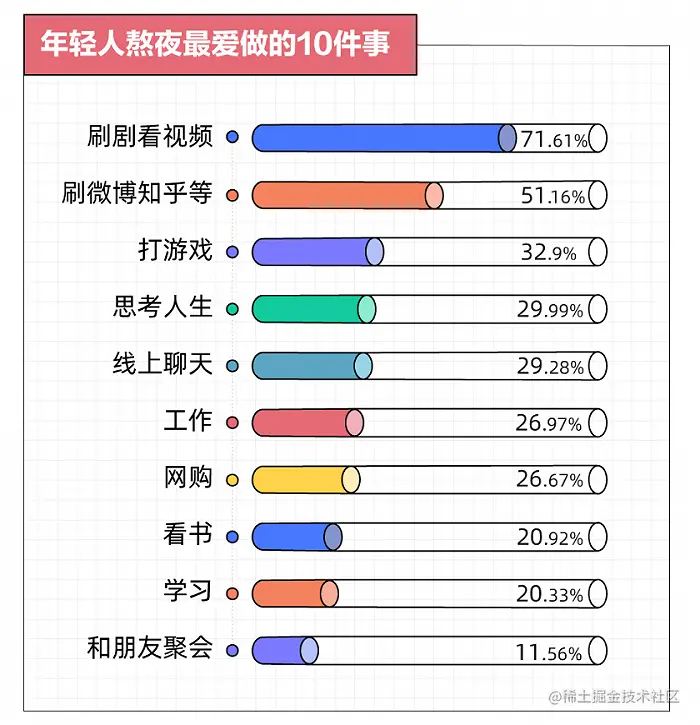 年轻人熬夜最爱做的10件事
刷剧看视频 71.61%
刷微博知乎等 51.16%
打游戏 32.9%
思考人生 29.99%
线上聊天 29.28%
工作 26.97%
网购 26.67%
看书 20.92%
学习 20.33%
和朋友聚会 11.56%
@稀土掘金技术社区